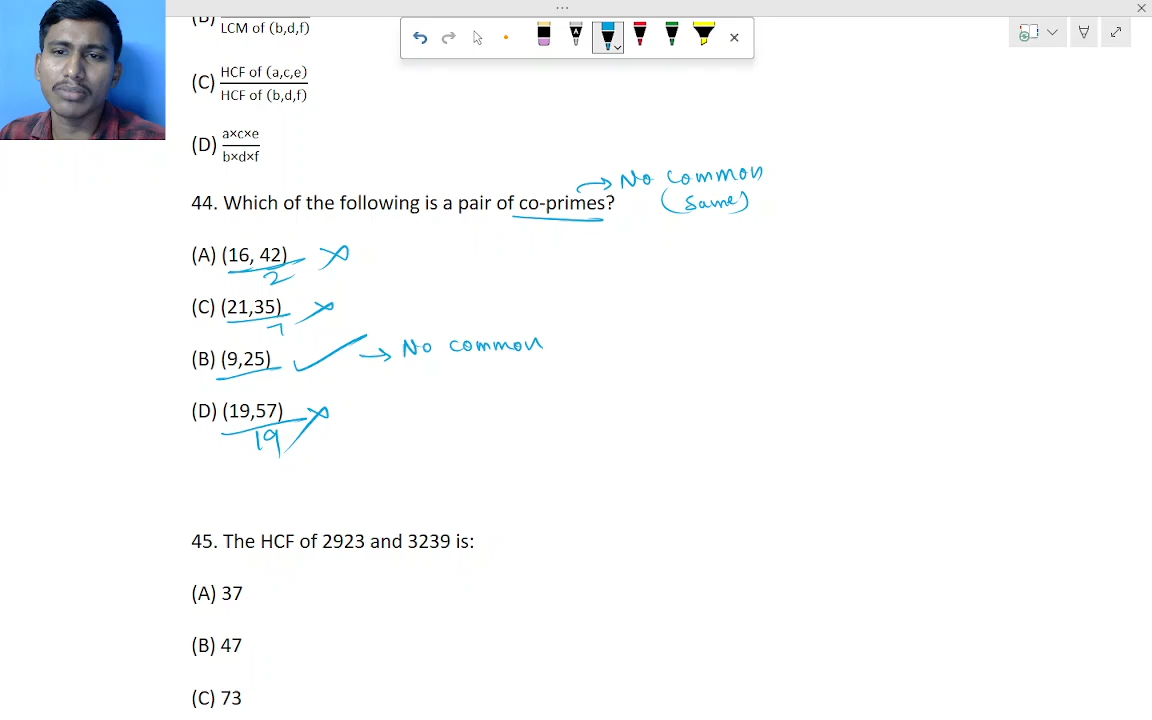 LCM of (b,d,f)
(C) HCF of (a,c,e)
HCF of (b,d,f)
(D) a×c×e
b×d×f
No common
(same)
44. Which of the following is a pair of co-primes?
(A) (16, 42)
2
(C) (21,35)
7
(B) (9,25)
No common
(D) (19,57)
19
45. The HCF of 2923 and 3239 is:
(A) 37
(B) 47
(C) 73